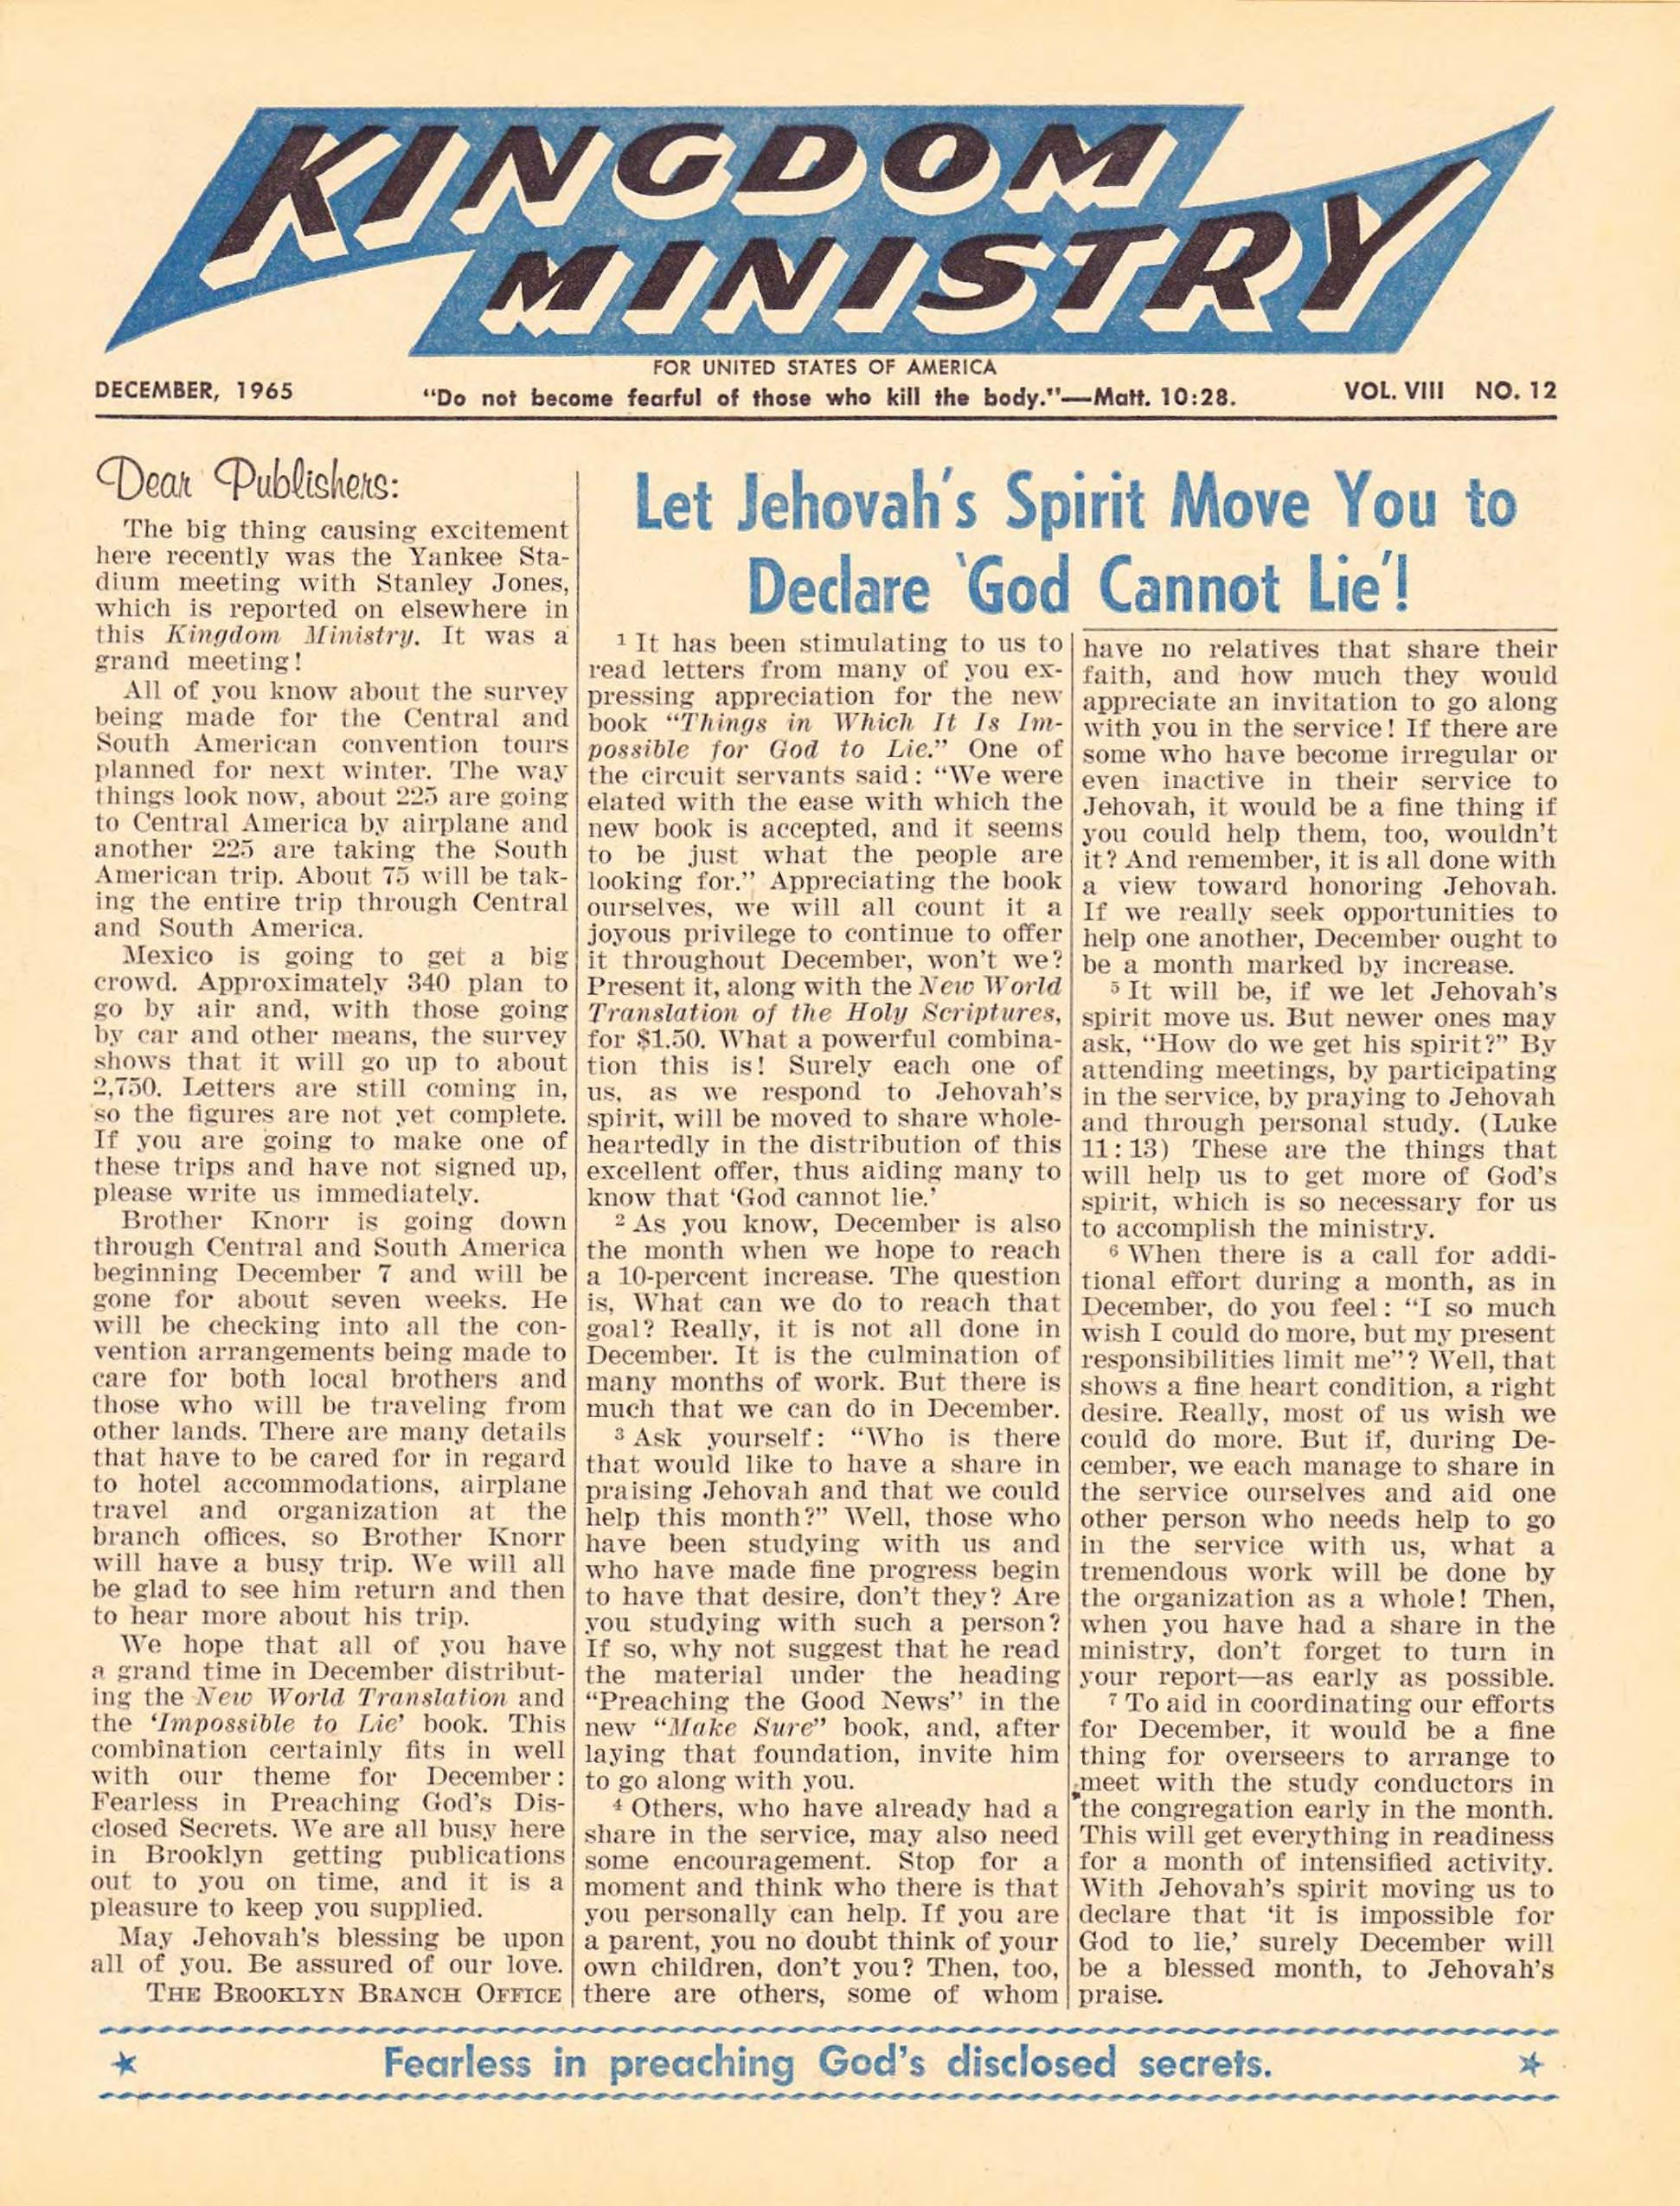 KINGDOM
MINISTRY
FOR UNITED STATES OF AMERICA
DECEMBER, 1965
"Do not become fearful of those who kill the body."—Matt. 10:28.
VOL. VIII NO. 12
Dear Publishers:
The big thing causing excitement
here recently was the Yankee Sta-
dium meeting with Stanley Jones,
which is reported on elsewhere in
this Kingdom Ministry. It was a
grand meeting!
All of you know about the survey
being made for the Central and
South American convention tours
planned for next winter. The way
things look now, about 225 are going
to Central America by airplane and
another 225 are taking the South
American trip. About 75 will be tak-
ing the entire trip through Central
and South America.
Mexico is going to get a big
crowd. Approximately 340 plan to
go by air and, with those going
by car and other means, the survey
shows that it will go up to about
2,750. Letters are still coming in,
so the figures are not yet complete.
If you are going to make one of
these trips and have not signed up,
please write us immediately.
Brother Knorr is going down
through Central and South America
beginning December 7 and will be
gone for about seven weeks. He
will be checking into all the con-
vention arrangements being made to
care for both local brothers and
those who will be traveling from
other lands. There are many details
that have to be cared for in regard
to hotel accommodations, airplane
travel and organization at the
branch offices, so Brother Knorr
will have a busy trip. We will all
be glad to see him return and then
to hear more about his trip.
We hope that all of you have
a grand time in December distribut-
ing the New World Translation and
the 'Impossible to Lie' book. This
combination certainly fits in well
with our theme for December:
Fearless in Preaching God's Dis-
closed Secrets. We are all busy here
in Brooklyn getting publications
out to you on time, and it is a
pleasure to keep you supplied.
May Jehovah's blessing be upon
all of you. Be assured of our love.
THE BROOKLYN BRANCH OFFICE
Let Jehovah's Spirit Move You to
Declare 'God Cannot Lie'!
1 It has been stimulating to us to
read letters from many of you ex-
pressing appreciation for the new
book "Things in Which It Is Im-
possible for God to Lie." One of
the circuit servants said: "We were
elated with the ease with which the
new book is accepted, and it seems
to be just what the people are
looking for." Appreciating the book
ourselves, we will all count it a
joyous privilege to continue to offer
it throughout December, won't we?
Present it, along with the New World
Translation of the Holy Scriptures,
for $1.50. What a powerful combina-
tion this is! Surely each one of
us, as we respond to Jehovah's
spirit, will be moved to share whole-
heartedly in the distribution of this
excellent offer, thus aiding many to
know that 'God cannot lie.'
2 As you know, December is also
the month when we hope to reach
a 10-percent increase. The question
is, What can we do to reach that
goal? Really, it is not all done in
December. It is the culmination of
many months of work. But there is
much that we can do in December.
3 Ask yourself: "Who is there
that would like to have a share in
praising Jehovah and that we could
help this month?" Well, those who
have been studying with us and
who have made fine progress begin
to have that desire, don't they? Are
you studying with such a person?
If so, why not suggest that he read
the material under the heading
"Preaching the Good News" in the
new "Make Sure" book, and, after
laying that foundation, invite him
to go along with you.
4 Others, who have already had a
share in the service, may also need
some encouragement. Stop for a
moment and think who there is that
you personally can help. If you are
a parent, you no doubt think of your
own children, don't you? Then, too,
there are others, some of whom
have no relatives that share their
faith, and how much they would
appreciate an invitation to go along
with you in the service! If there are
some who have become irregular or
even inactive in their service to
Jehovah, it would be a fine thing if
you could help them, too, wouldn't
it? And remember, it is all done with
a view toward honoring Jehovah.
If we really seek opportunities to
help one another, December ought to
be a month marked by increase.
5 It will be, if we let Jehovah's
spirit move us. But newer ones may
ask, "How do we get his spirit?" By
attending meetings, by participating
in the service, by praying to Jehovah
and through personal study. (Luke
11:13) These are the things that
will help us to get more of God's
spirit, which is so necessary for us
to accomplish the ministry.
6 When there is a call for addi-
tional effort during a month, as in
December, do you feel: "I so much
wish I could do more, but my present
responsibilities limit me"? Well, that
shows a fine heart condition, a right
desire. Really, most of us wish we
could do more. But if, during De-
cember, we each manage to share in
the service ourselves and aid one
other person who needs help to go
in the service with us, what a
tremendous work will be done by
the organization as a whole! Then,
when you have had a share in the
ministry, don't forget to turn in
your report—as early as possible.
7 To aid in coordinating our efforts
for December, it would be a fine
thing for overseers to arrange to
meet with the study conductors in
the congregation early in the month.
This will get everything in readiness
for a month of intensified activity.
With Jehovah's spirit moving us to
declare that 'it is impossible for
God to lie,' surely December will
be a blessed month, to Jehovah's
praise.
Fearless in preaching God's disclosed secrets.